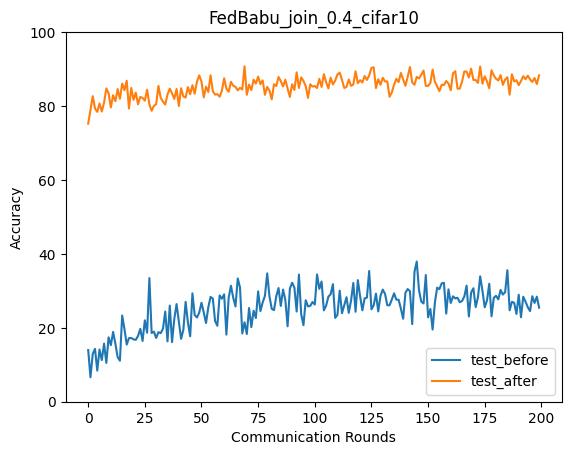 FedBabu_join_0.4_cifar10
100
80
60
40
20
0
Accuracy
test_before
test_after
0 25 50 75 100 125 150 175 200
Communication Rounds